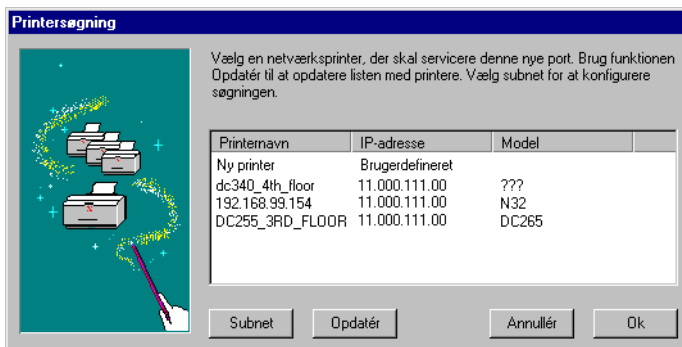 Printersøgning
Vælg en netværksprinter, der skal servicere denne nye port. Brug funktionen
Opdatér til at opdatere listen med printere. Vælg subnet for at konfigurere
søgningen.
Printernavn IP-adresse Model
Ny printer Brugerdefineret
dc340_4th_floor 11.000.111.00 ???
192.168.99.154 11.000.111.00 N32
DC255_3RD_FLOOR 11.000.111.00 DC265
Subnet Opdatér Annullér Ok